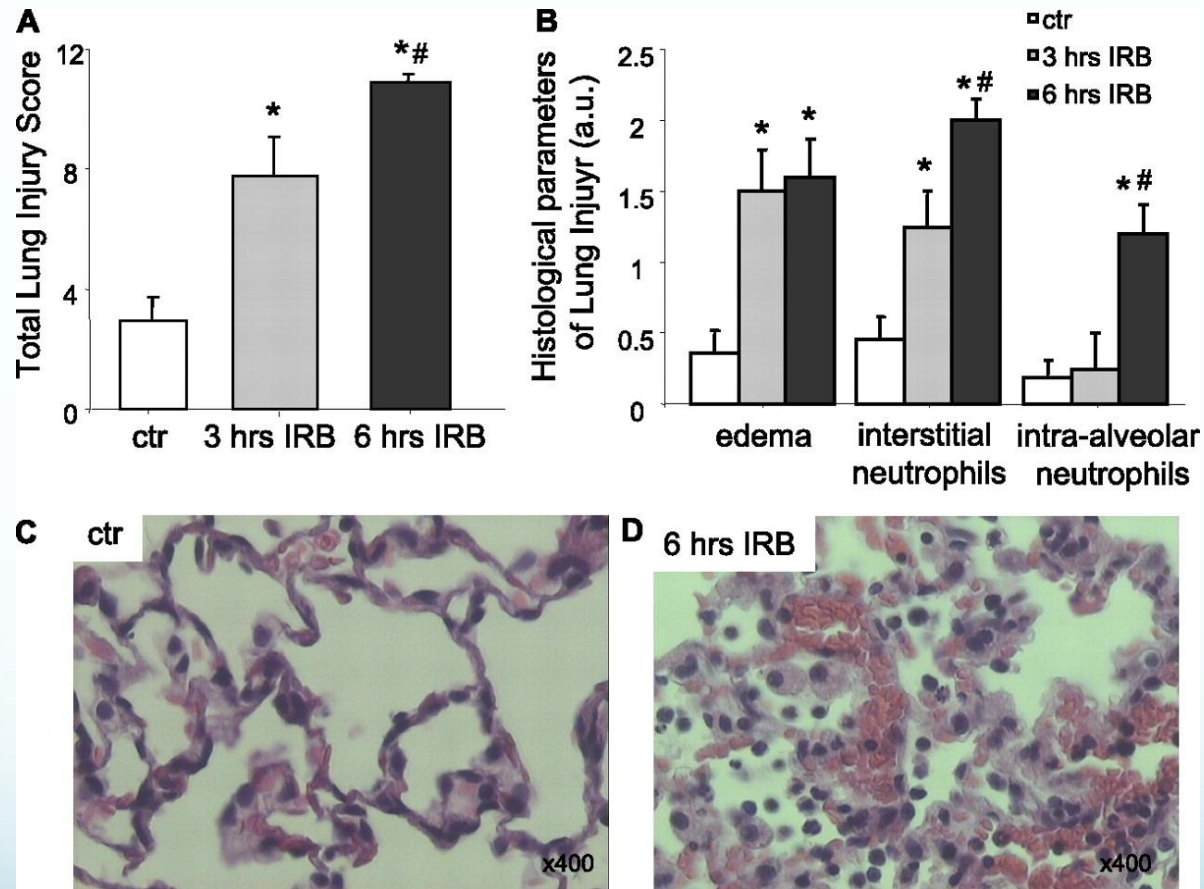 A
Total Lung Injury Score
12
8
4
0
*
*#
ctr
3 hrs IRB
6 hrs IRB
B
Histological parameters
of Lung Injuyr (a.u.)
ctr
3 hrs IRB
6 hrs IRB
2.5
2
1.5
1
0.5
0
*
*
*
*#
*#
edema
interstitial
neutrophils
intra-alveolar
neutrophils
C
ctr
x400
D
6 hrs IRB
x400